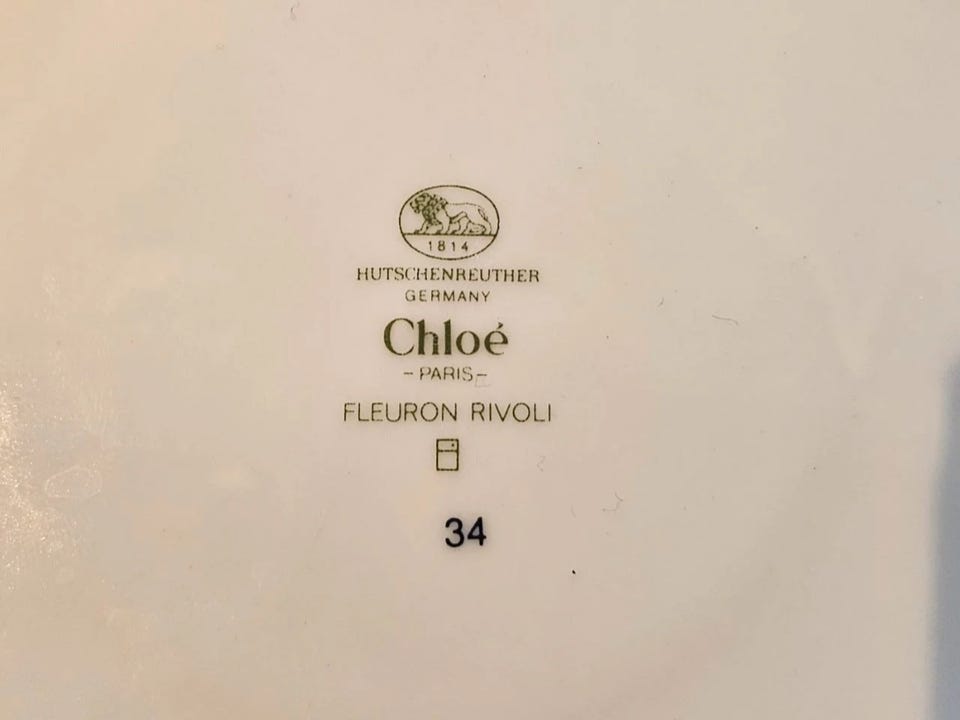 1814
HUTSCHENREUTHER
GERMANY
Chloé
-PARIS-
FLEURON RIVOLI
34